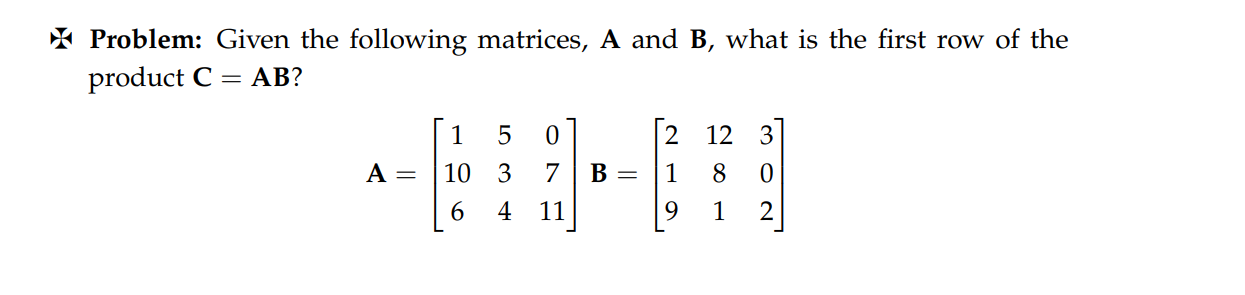 ✠ Problem: Given the following matrices, A and B, what is the first row of the
product C = AB?
1 5 0 2 12 3
A = 10 3 7 B = 1 8 0
6 4 11 9 1 2